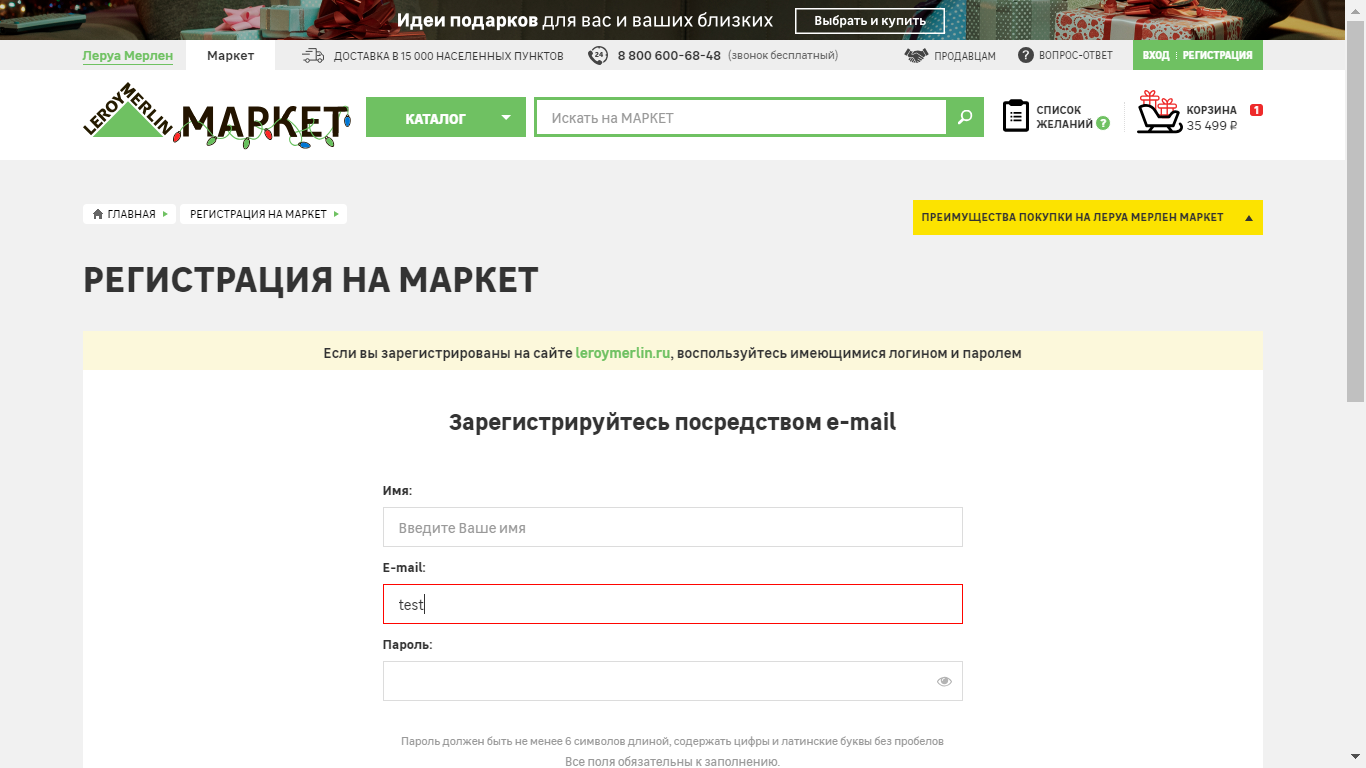 Идеи подарков для вас и ваших близких
Выбрать и купить
Леруа Мерлен
Маркет
ДОСТАВКА В 15 000 НАСЕЛЕННЫХ ПУНКТОВ
24
8 800 600-68-48 (звонок бесплатный)
ПРОДАВЦАМ
? ВОПРОС-ОТВЕТ
ВХОД
РЕГИСТРАЦИЯ
LEROY MERLIN
МАРКЕТ
КАТАЛОГ
Искать на МАРКЕТ
СПИСОК
ЖЕЛАНИЙ ?
КОРЗИНА 1
35 499 ₽
ГЛАВНАЯ
РЕГИСТРАЦИЯ НА МАРКЕТ
ПРЕИМУЩЕСТВА ПОКУПКИ НА ЛЕРУА МЕРЛЕН МАРКЕТ
РЕГИСТРАЦИЯ НА МАРКЕТ
Если вы зарегистрированы на сайте leroymerlin.ru, воспользуйтесь имеющимися логином и паролем
Зарегистрируйтесь посредством e-mail
Имя:
Введите Ваше имя
E-mail:
test
Пароль:
Пароль должен быть не менее 6 символов длиной, содержать цифры и латинские буквы без пробелов
Все поля обязательны к заполнению.